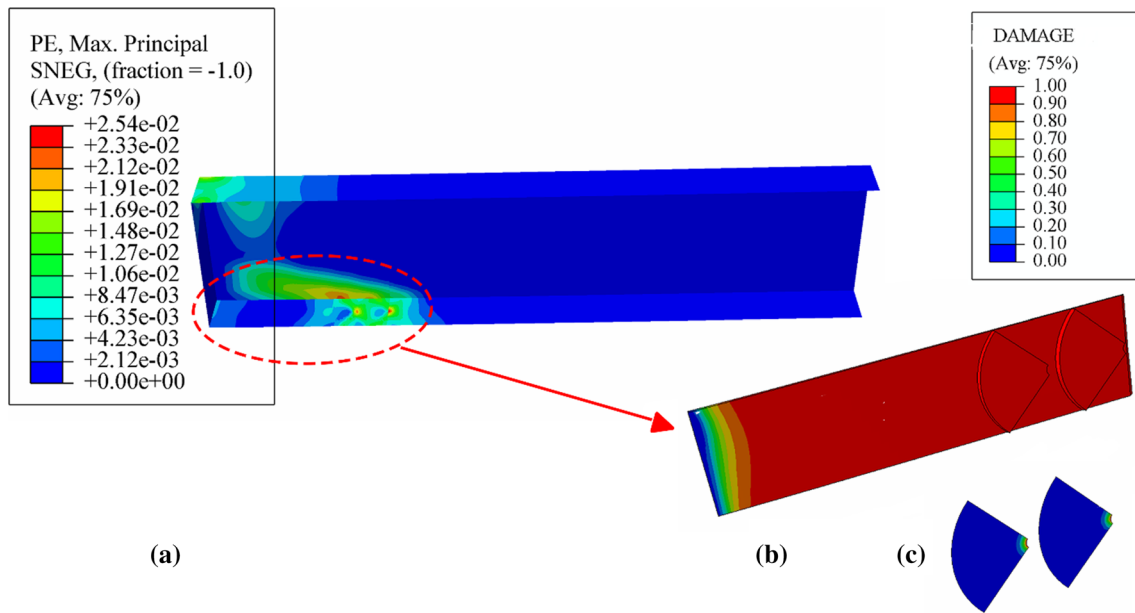 PE, Max. Principal
SNEG, (fraction = -1.0)
(Avg: 75%)
+2.54e-02
+2.33e-02
+2.12e-02
+1.91e-02
+1.69e-02
+1.48e-02
+1.27e-02
+1.06e-02
+8.47e-03
+6.35e-03
+4.23e-03
+2.12e-03
+0.00e+00
DAMAGE
(Avg: 75%)
1.00
0.90
0.80
0.70
0.60
0.50
0.40
0.30
0.20
0.10
0.00
(a)
(b)
(c)